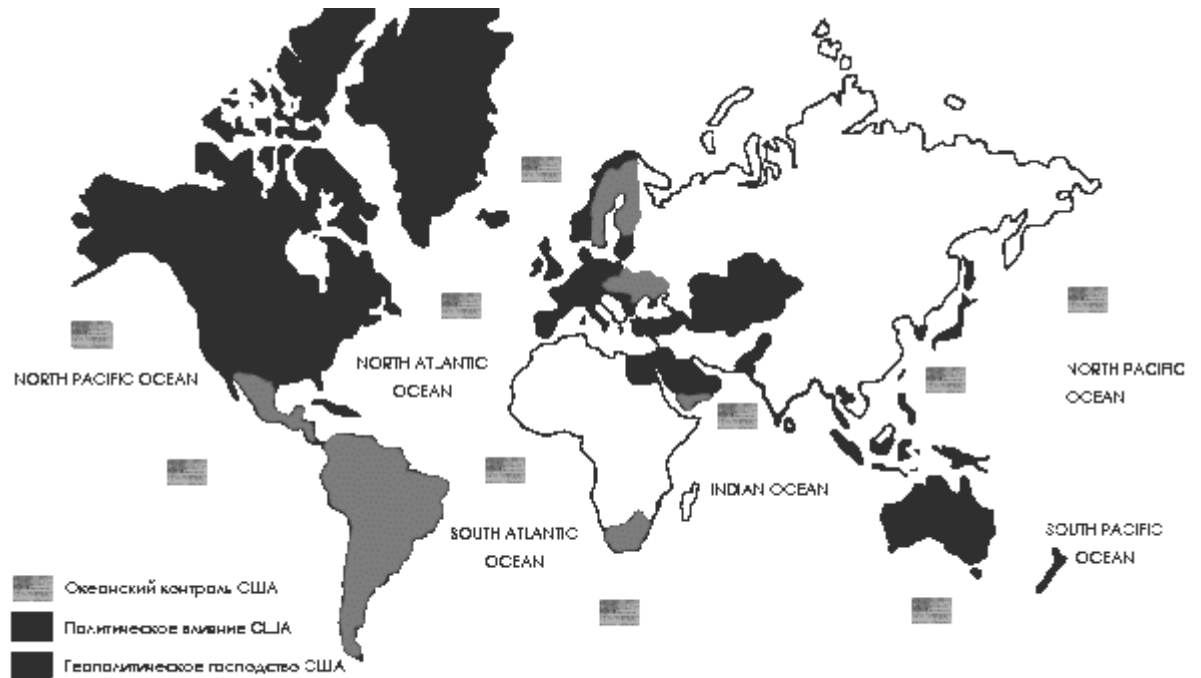 NORTH PACIFIC OCEAN
NORTH ATLANTIC
OCEAN
NORTH PACIFIC
OCEAN
INDIAN OCEAN
SOUTH ATLANTIC
OCEAN
SOUTH PACIFIC
OCEAN
Океанский контроль США
Политическое влияние США
Геополитическое господство США